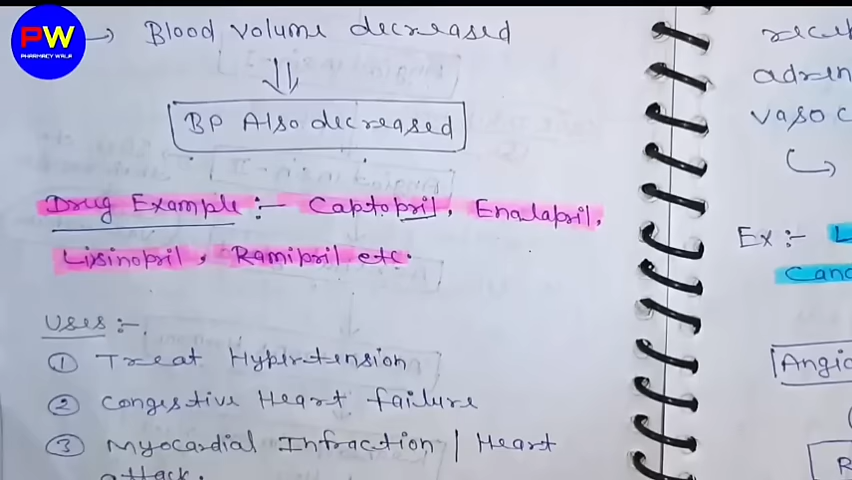 PW
PHARMACY WALA
→ Blood volume decreased
BP Also decreased
Drug Example :- Captopril, Enalapril,
Lisinopril, Ramipril etc.
Uses :-
① Treat Hypertension
② Congestive Heart failure
③ Myocardial Infraction | Heart
attack.
adren
vaso c
Ex :- L
Cand
Angio
R